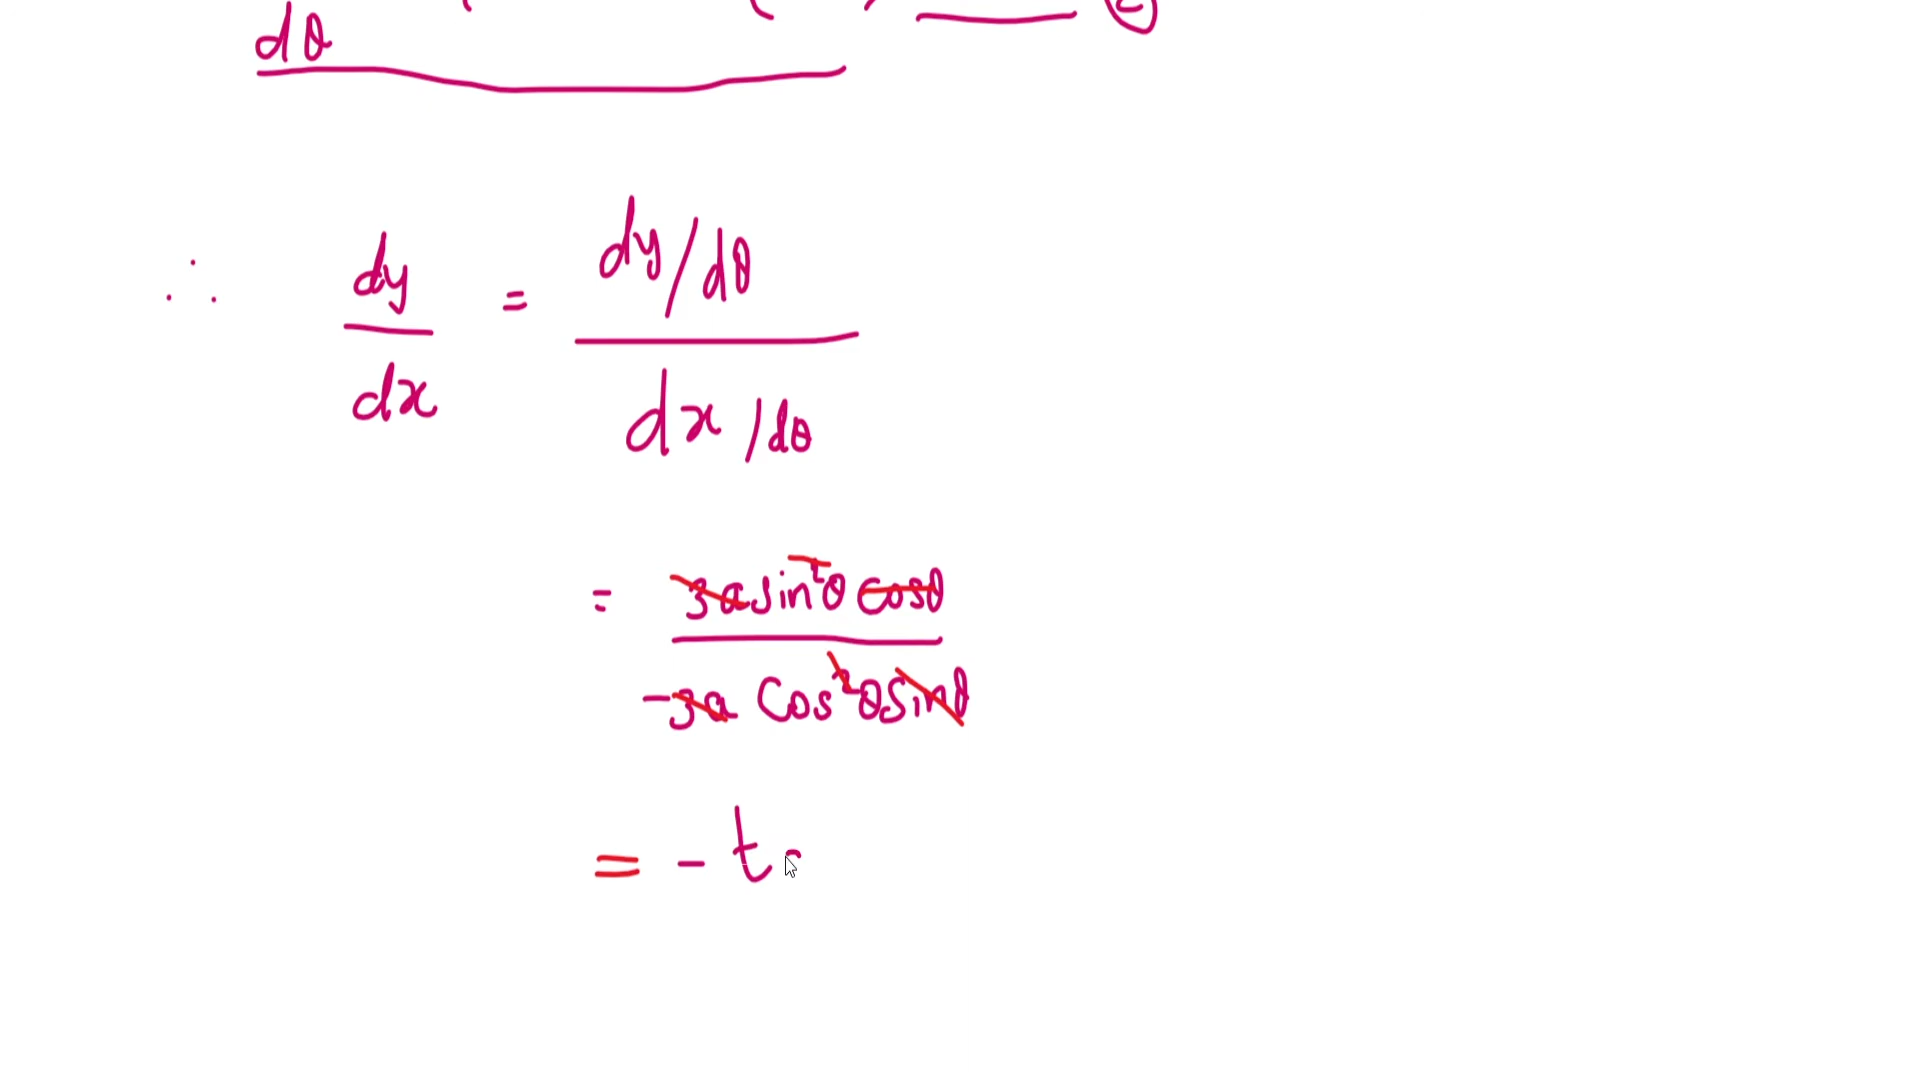 dθ
∴ dy/dx = (dy/dθ)/(dx/dθ)
= 3a sin²θ cosθ / -3a Cos²θ Sinθ
= - t